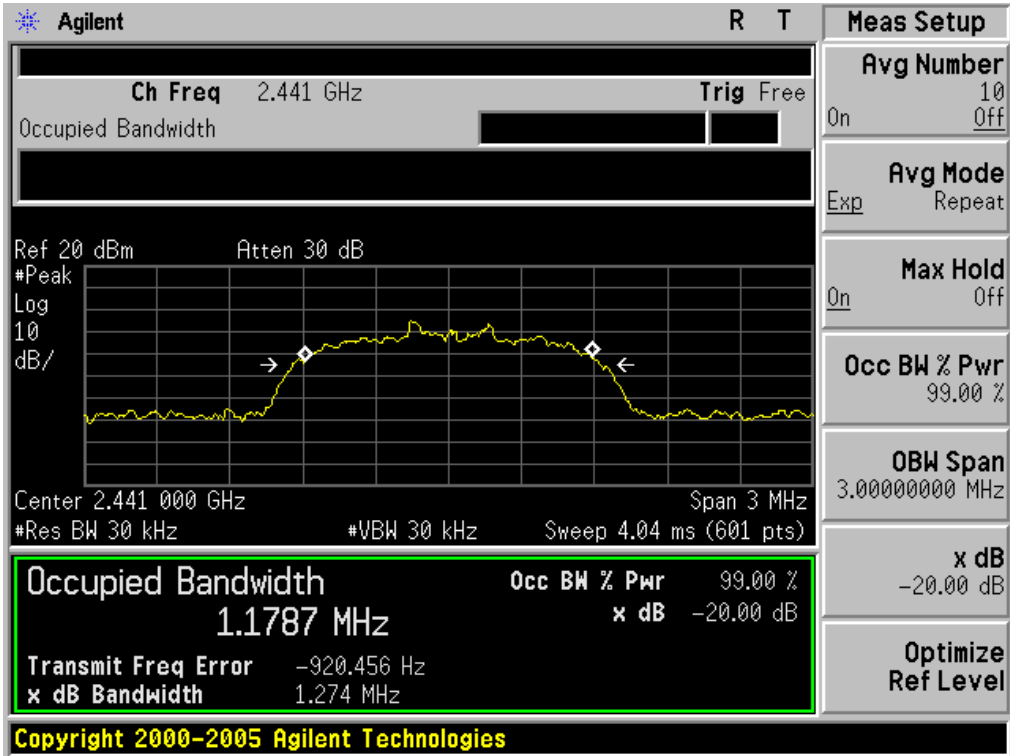 Agilent R T
Ch Freq 2.441 GHz Trig Free
Occupied Bandwidth
Ref 20 dBm Atten 30 dB
#Peak
Log
10
dB/
Center 2.441 000 GHz Span 3 MHz
#Res BW 30 kHz #VBW 30 kHz Sweep 4.04 ms (601 pts)
Occupied Bandwidth Occ BW % Pwr 99.00 %
1.1787 MHz x dB -20.00 dB
Transmit Freq Error -920.456 Hz
x dB Bandwidth 1.274 MHz
Copyright 2000-2005 Agilent Technologies
Meas Setup
Avg Number
10
On Off
Avg Mode
Exp Repeat
Max Hold
On Off
Occ BW % Pwr
99.00 %
OBW Span
3.00000000 MHz
x dB
-20.00 dB
Optimize
Ref Level